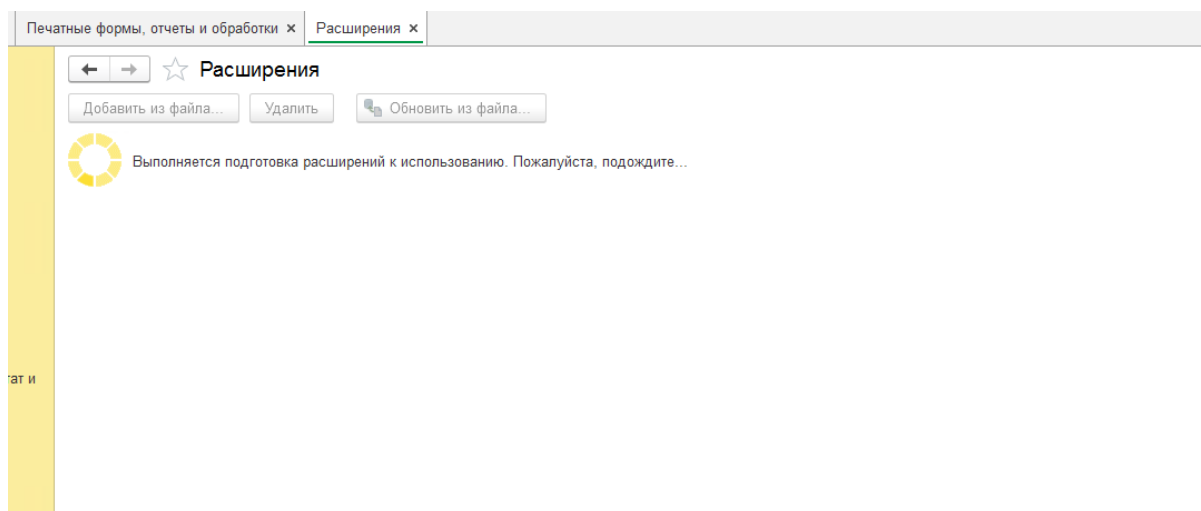 Печатные формы, отчеты и обработки × Расширения ×
Расширения
Добавить из файла... Удалить Обновить из файла...
Выполняется подготовка расширений к использованию. Пожалуйста, подождите...
тат и